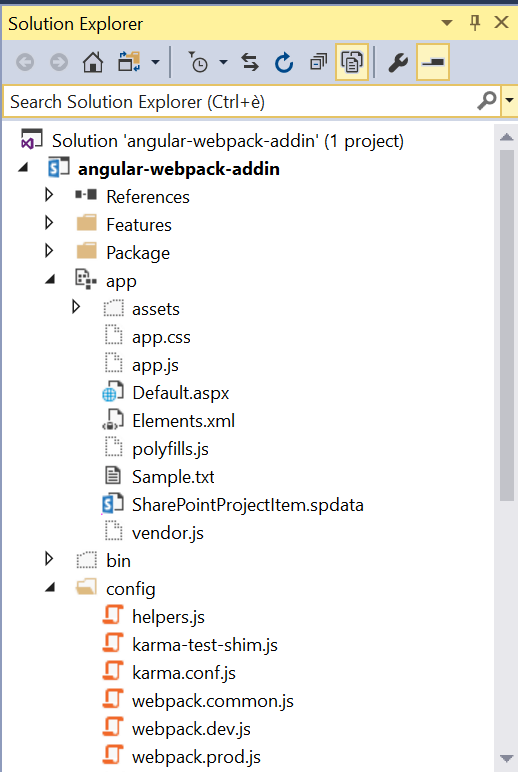 Solution Explorer
Search Solution Explorer (Ctrl+è)
Solution 'angular-webpack-addin' (1 project)
angular-webpack-addin
References
Features
Package
app
assets
app.css
app.js
Default.aspx
Elements.xml
polyfills.js
Sample.txt
SharePointProjectItem.spdata
vendor.js
bin
config
helpers.js
karma-test-shim.js
karma.conf.js
webpack.common.js
webpack.dev.js
webpack.prod.js